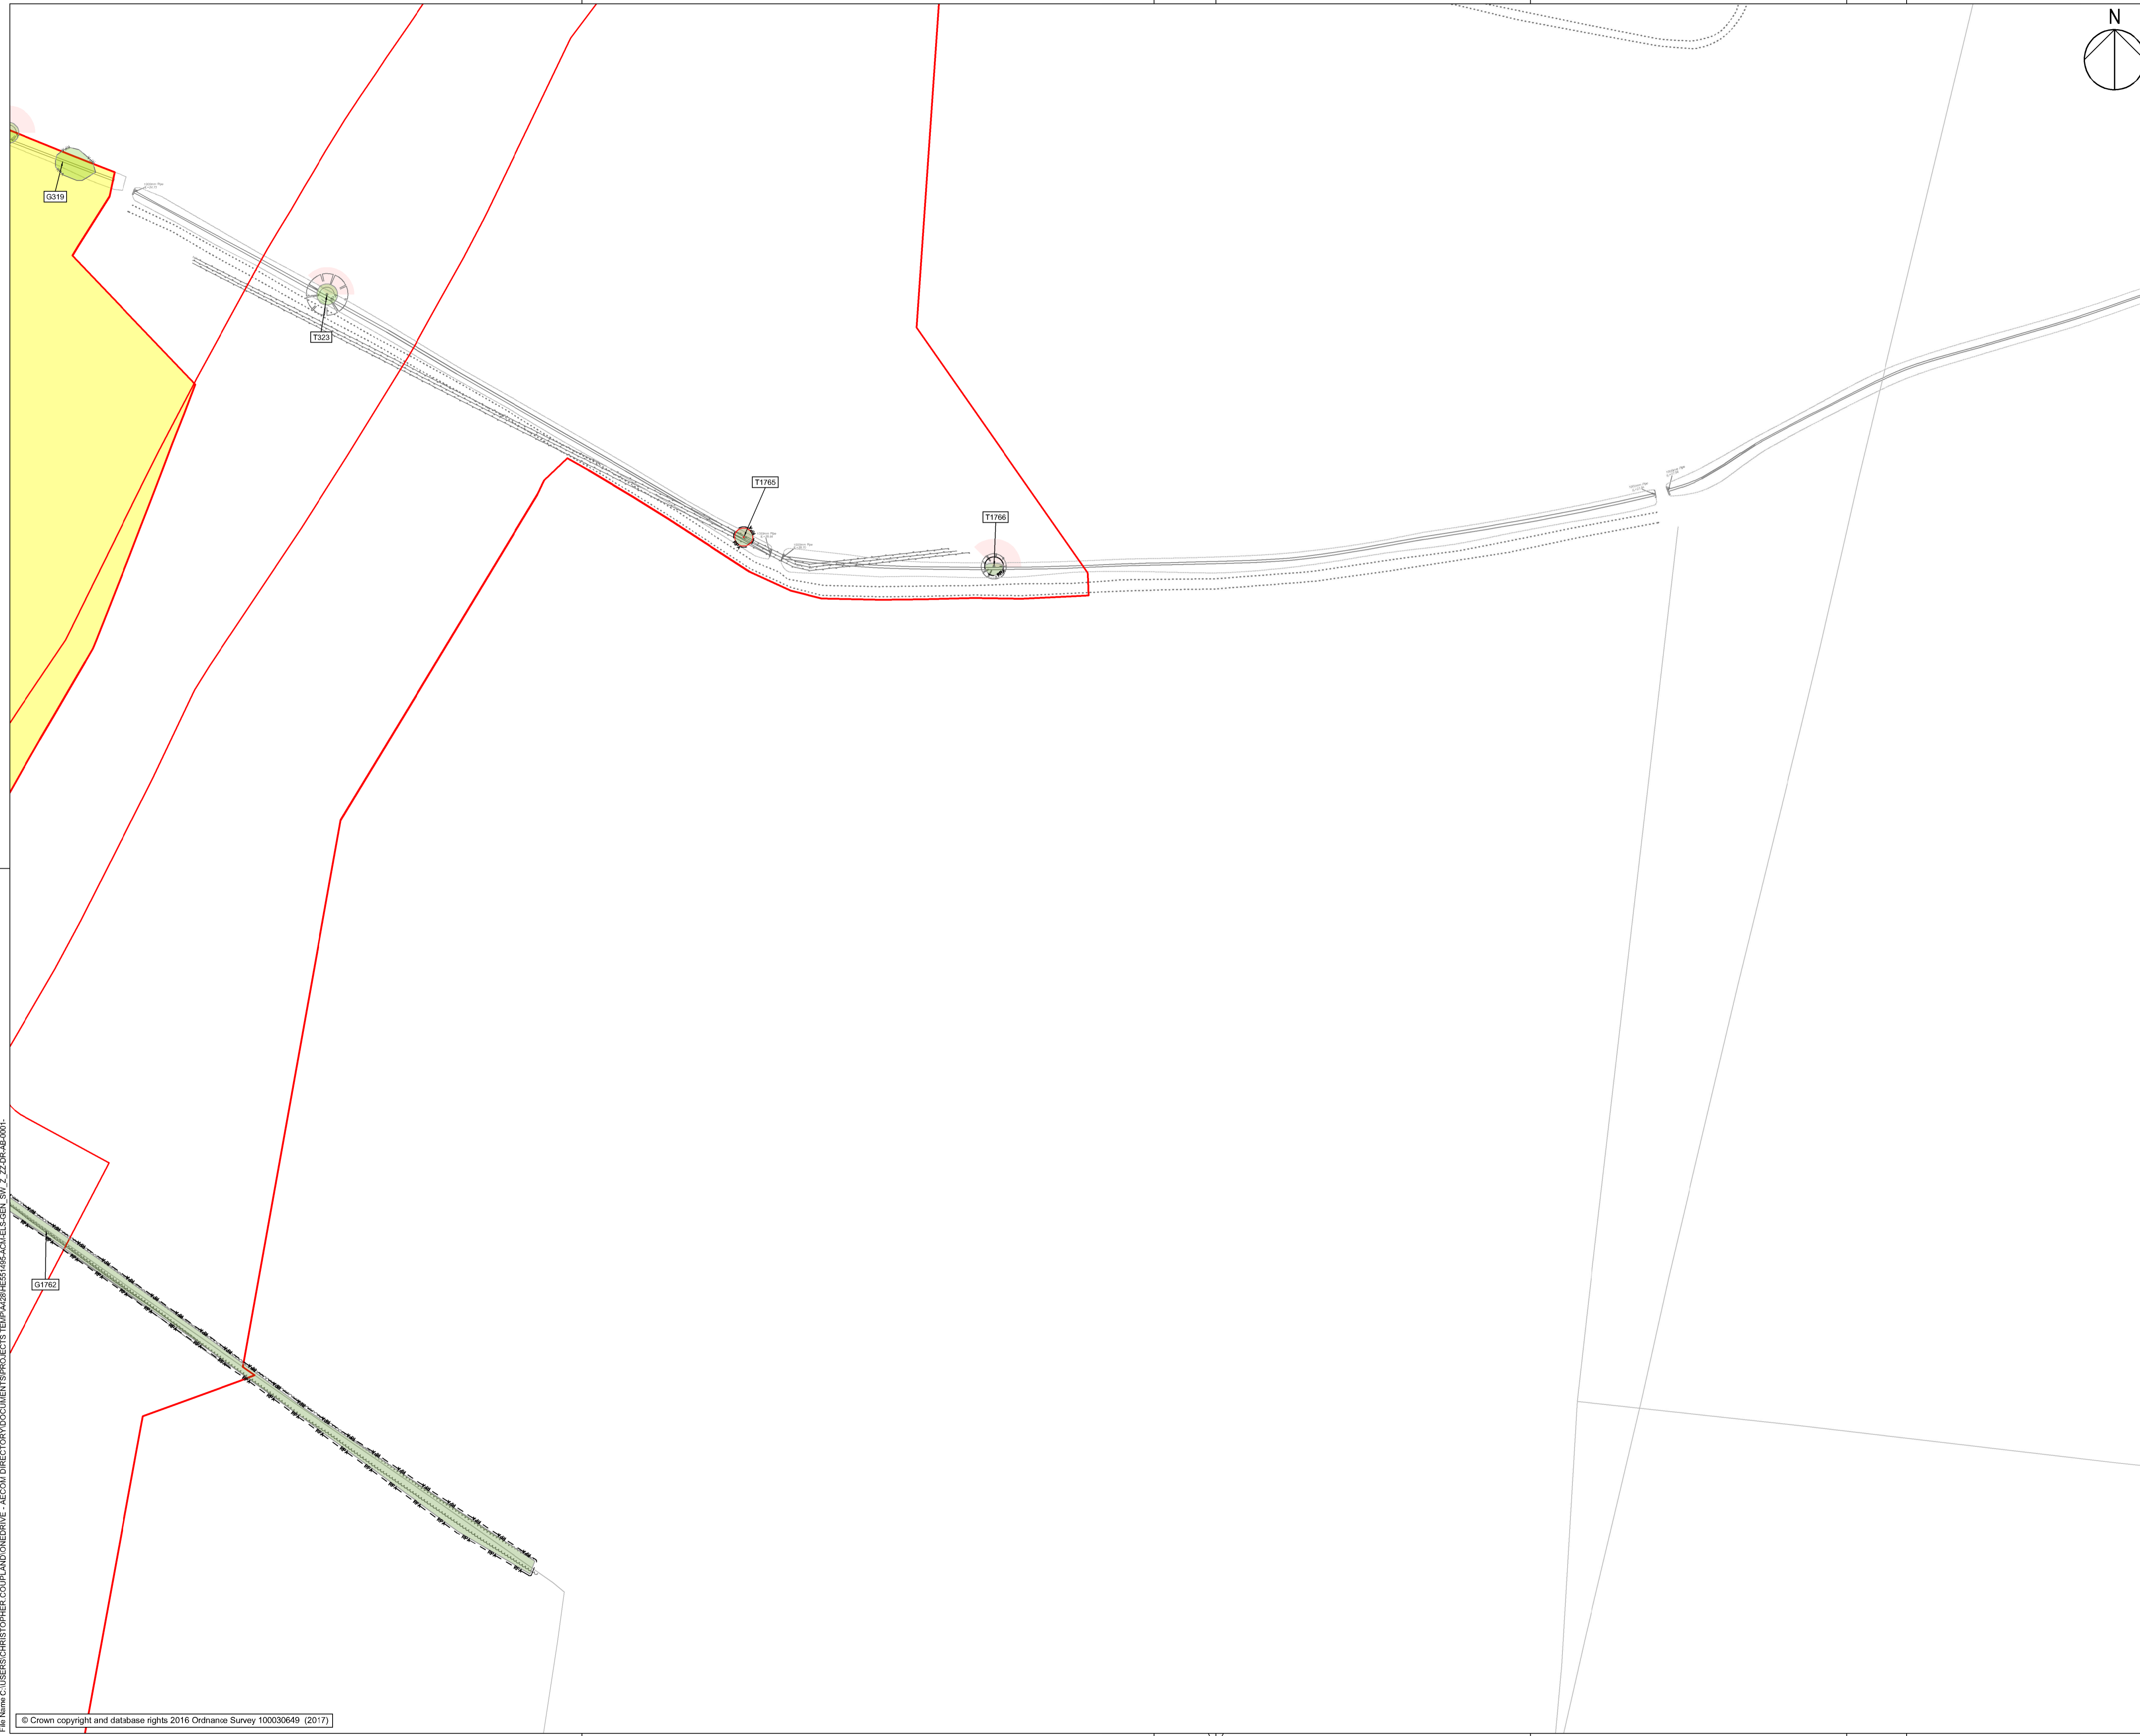 N
G319
T323
T1765
T1766
G1762
File Name C:\USERS\CHRISTOPHER.COUPLAND\ONEDRIVE - AECOM DIRECTORY\DOCUMENTS\PROJECTS TEMP\A428\HE551495-ACM-ELS-GEN_SW_Z_ZZ-DR-AB-0001-
© Crown copyright and database rights 2016 Ordnance Survey 100030649 (2017)